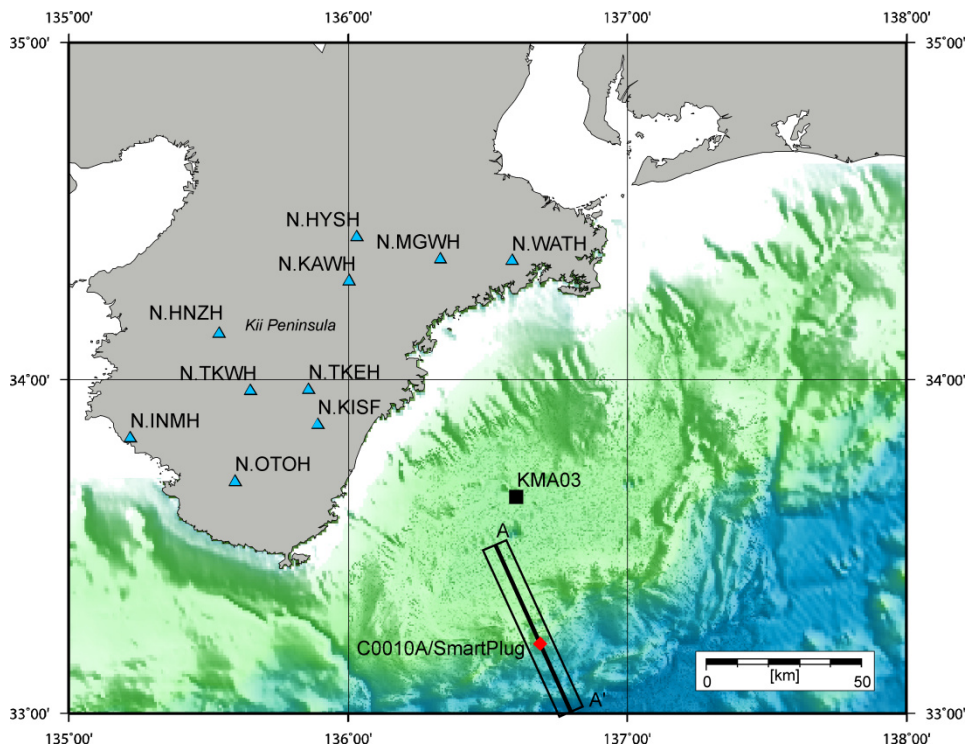 135°00' 136°00' 137°00' 138°00'
35°00' 35°00'
N.HYSH
N.MGWH N.WATH
N.KAWH
N.HNZH
Kii Peninsula
34°00' 34°00'
N.TKWH N.TKEH
N.KISF
N.INMH
N.OTOH
KMA03
A
C0010A/SmartPlug
[km]
0 50
A'
33°00' 33°00'
135°00' 136°00' 137°00' 138°00'